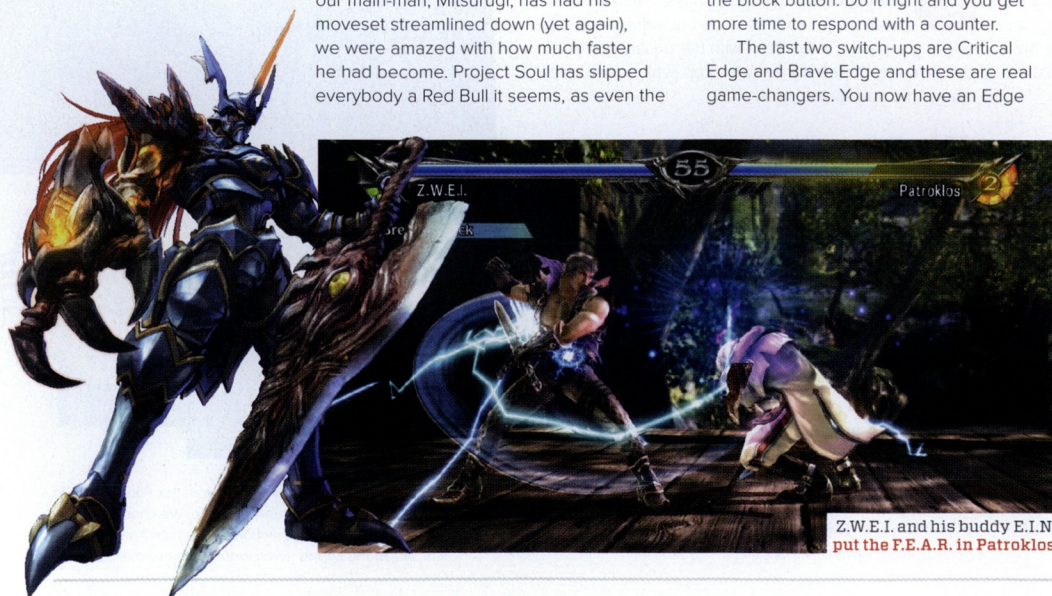 our main-man, Mitsurugi, has had his
moveset streamlined down (yet again),
we were amazed with how much faster
he had become. Project Soul has slipped
everybody a Red Bull it seems, as even the
the block button. Do it right and you get
more time to respond with a counter.
The last two switch-ups are Critical
Edge and Brave Edge and these are real
game-changers. You now have an Edge
55
Z.W.E.I.
Patroklos
2
Z.W.E.I. and his buddy E.I.N
put the F.E.A.R. in Patroklos